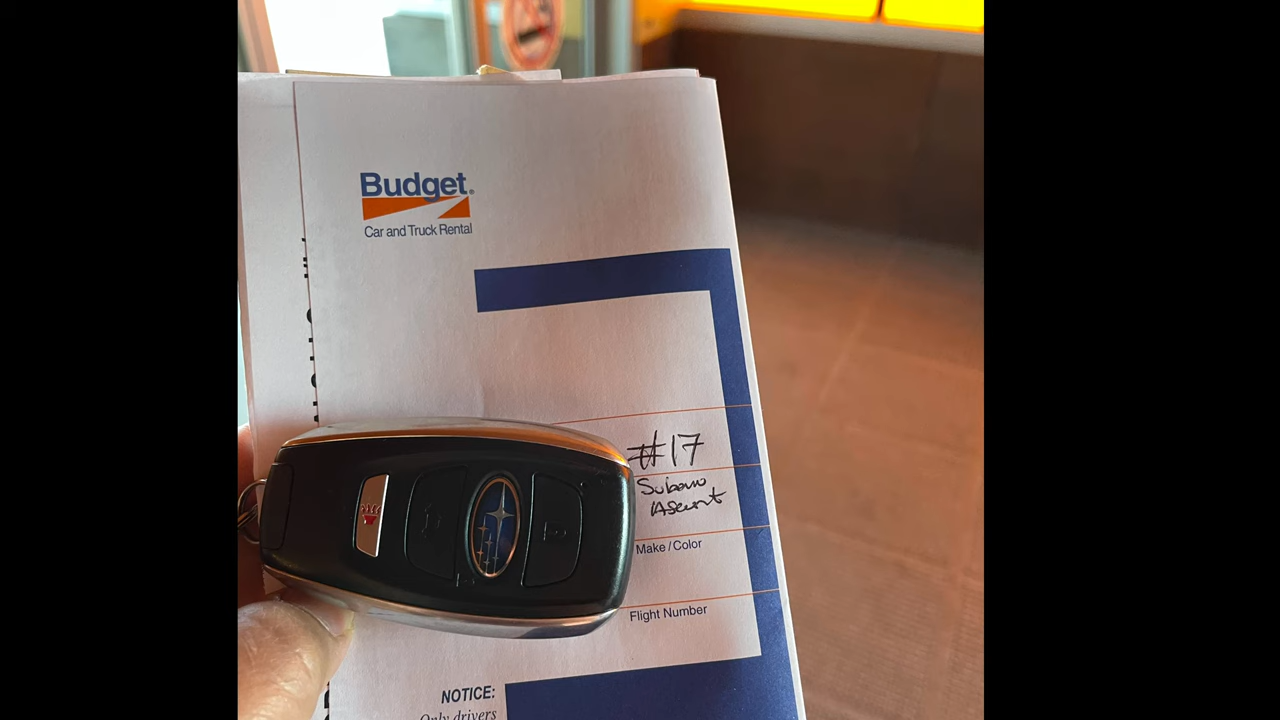 Budget
Car and Truck Rental
#17
Subaru
Ascent
Make / Color
Flight Number
NOTICE:
Only drivers